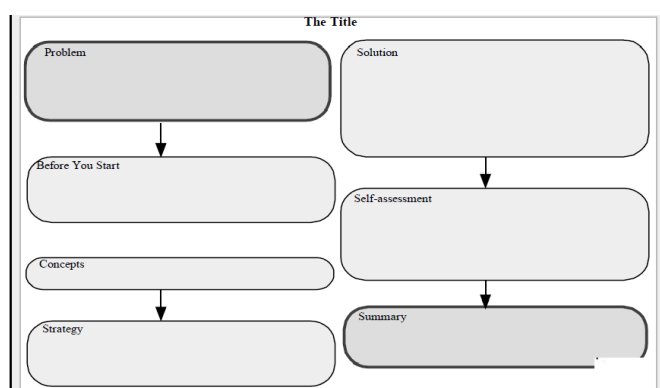 The Title
Problem
Before You Start
Concepts
Strategy
Solution
Self-assessment
Summary